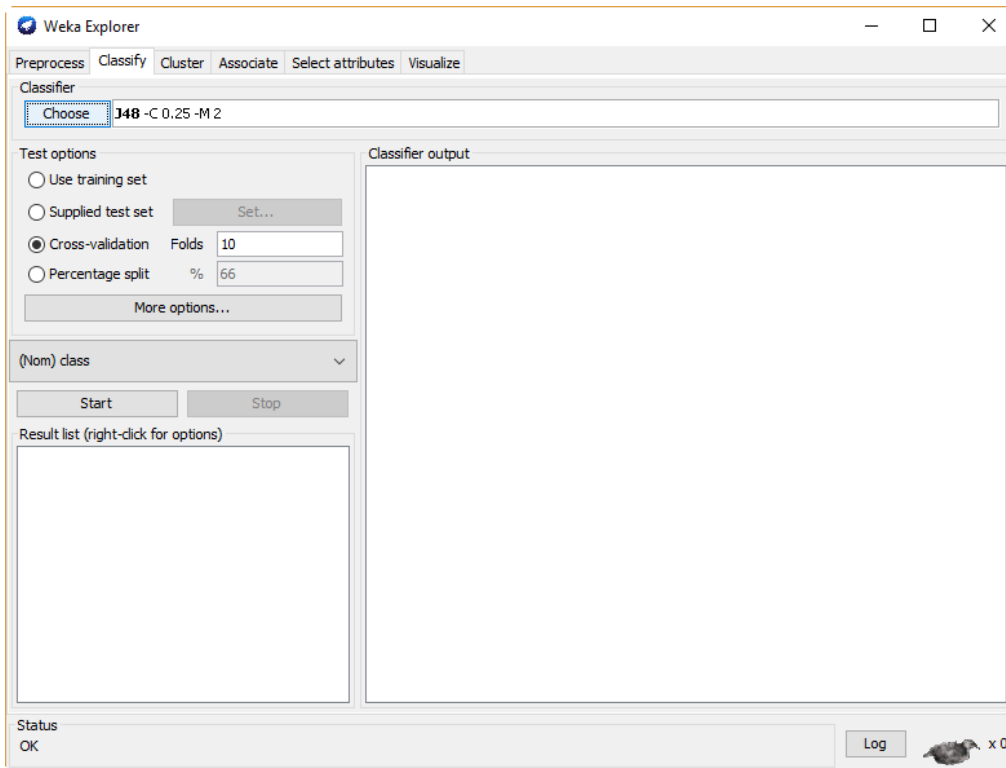 Weka Explorer
Preprocess Classify Cluster Associate Select attributes Visualize
Classifier
Choose J48 -C 0.25 -M 2
Test options
Use training set
Supplied test set Set...
Cross-validation Folds 10
Percentage split % 66
More options...
(Nom) class
Start Stop
Result list (right-click for options)
Classifier output
Status
OK
Log x 0